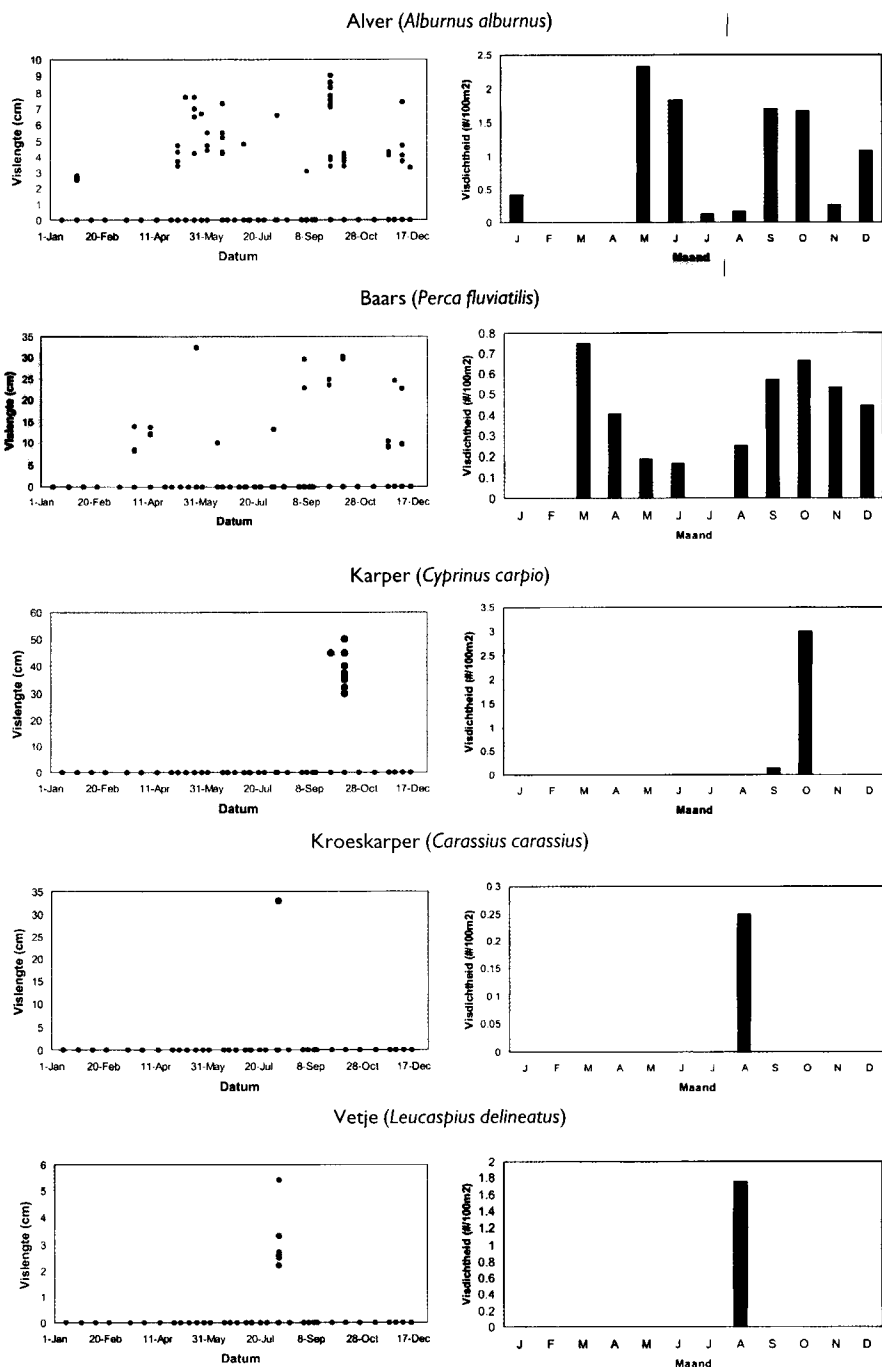 Alver (Alburnus alburnus)
Vislengte (cm)
10
9
8
7
6
5
4
3
2
1
0
1-Jan 20-Feb 11-Apr 31-May 20-Jul 8-Sep 28-Oct 17-Dec
Datum
Visdichtheid (#/100m2)
2.5
2
1.5
1
0.5
0
J F M A M J J A S O N D
Maand
Baars (Perca fluviatilis)
Vislengte (cm)
35
30
25
20
15
10
5
0
1-Jan 20-Feb 11-Apr 31-May 20-Jul 8-Sep 28-Oct 17-Dec
Datum
Visdichtheid (#/100m2)
0.8
0.7
0.6
0.5
0.4
0.3
0.2
0.1
0
J F M A M J J A S O N D
Maand
Karper (Cyprinus carpio)
Vislengte (cm)
60
50
40
30
20
10
0
1-Jan 20-Feb 11-Apr 31-May 20-Jul 8-Sep 28-Oct 17-Dec
Datum
Visdichtheid (#/100m2)
3.5
3
2.5
2
1.5
1
0.5
0
J F M A M J J A S O N D
Maand
Kroeskarper (Carassius carassius)
Vislengte (cm)
35
30
25
20
15
10
5
0
1-Jan 20-Feb 11-Apr 31-May 20-Jul 8-Sep 28-Oct 17-Dec
Datum
Visdichtheid (#/100m2)
0.3
0.25
0.2
0.15
0.1
0.05
0
J F M A M J J A S O N D
Maand
Vetje (Leucaspius delineatus)
Vislengte (cm)
6
5
4
3
2
1
0
1-Jan 20-Feb 11-Apr 31-May 20-Jul 8-Sep 28-Oct 17-Dec
Datum
Visdichtheid (#/100m2)
2
1.8
1.6
1.4
1.2
1
0.8
0.6
0.4
0.2
0
J F M A M J J A S O N D
Maand